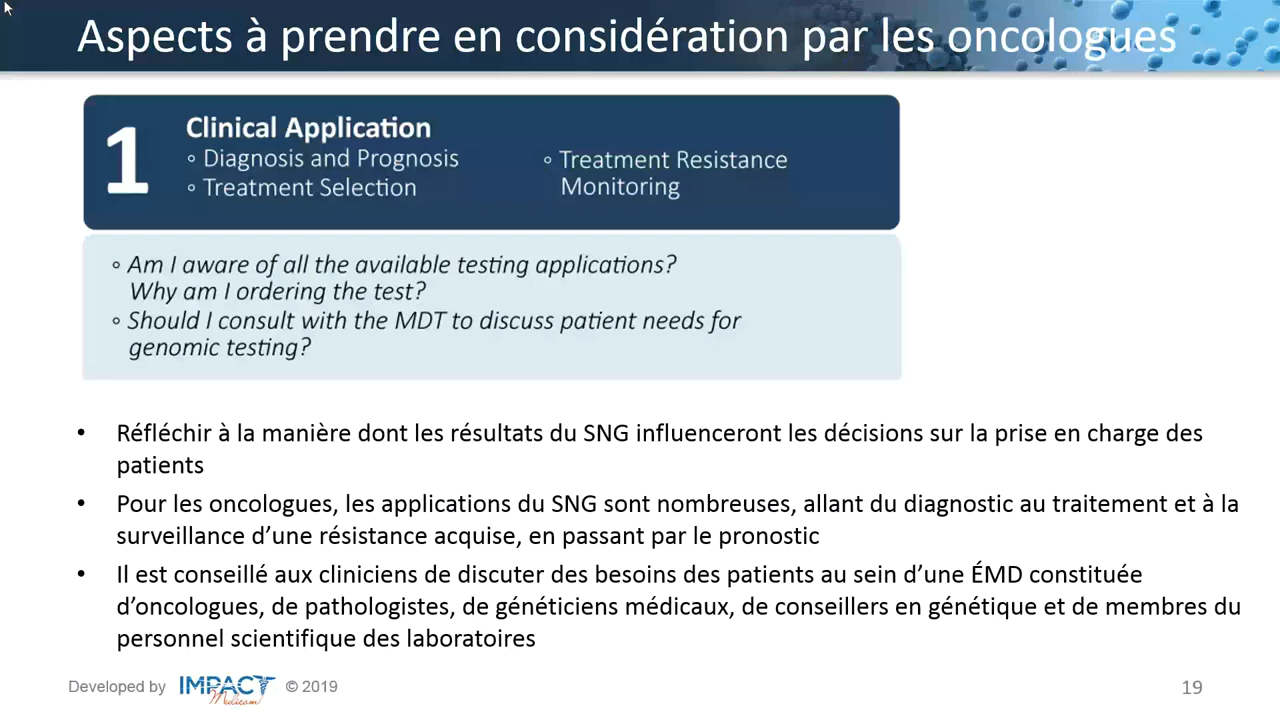 Aspects à prendre en considération par les oncologues
1
Clinical Application
◦ Diagnosis and Prognosis
◦ Treatment Selection
◦ Treatment Resistance
Monitoring
◦ Am I aware of all the available testing applications?
Why am I ordering the test?
◦ Should I consult with the MDT to discuss patient needs for
genomic testing?
• Réfléchir à la manière dont les résultats du SNG influenceront les décisions sur la prise en charge des
patients
• Pour les oncologues, les applications du SNG sont nombreuses, allant du diagnostic au traitement et à la
surveillance d’une résistance acquise, en passant par le pronostic
• Il est conseillé aux cliniciens de discuter des besoins des patients au sein d’une ÉMD constituée
d’oncologues, de pathologistes, de généticiens médicaux, de conseillers en génétique et de membres du
personnel scientifique des laboratoires
Developed by IMPACT Medicom © 2019
19